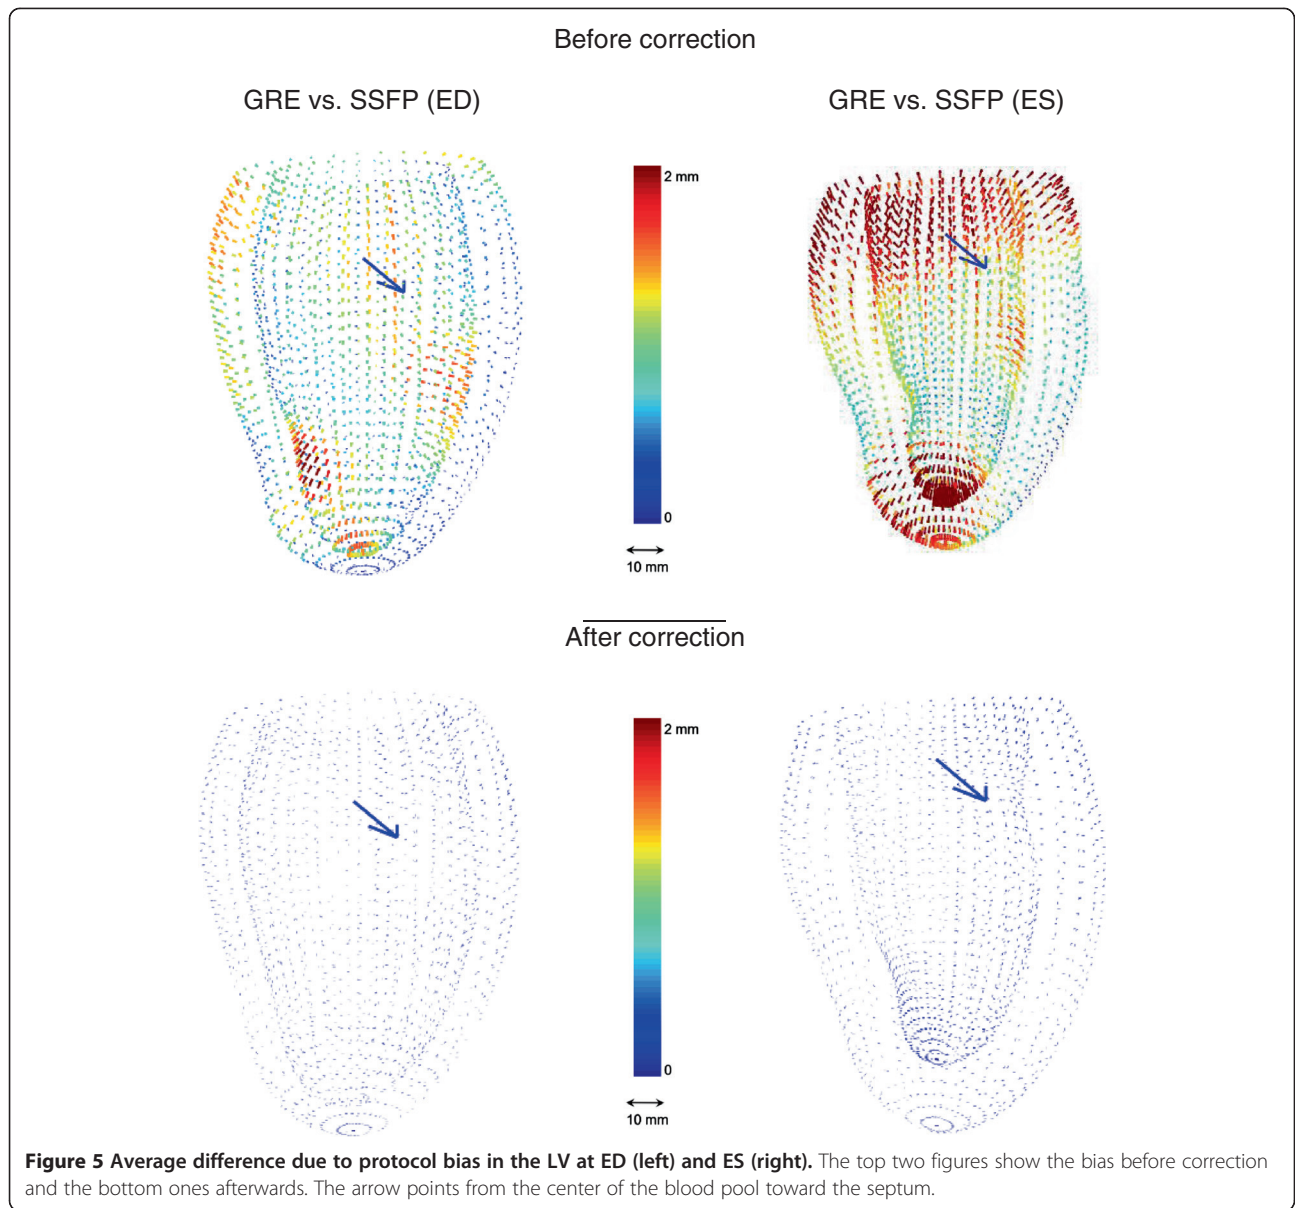 Before correction
GRE vs. SSFP (ED)
GRE vs. SSFP (ES)
2 mm
0
10 mm
After correction
2 mm
0
10 mm
Figure 5 Average difference due to protocol bias in the LV at ED (left) and ES (right). The top two figures show the bias before correction
and the bottom ones afterwards. The arrow points from the center of the blood pool toward the septum.